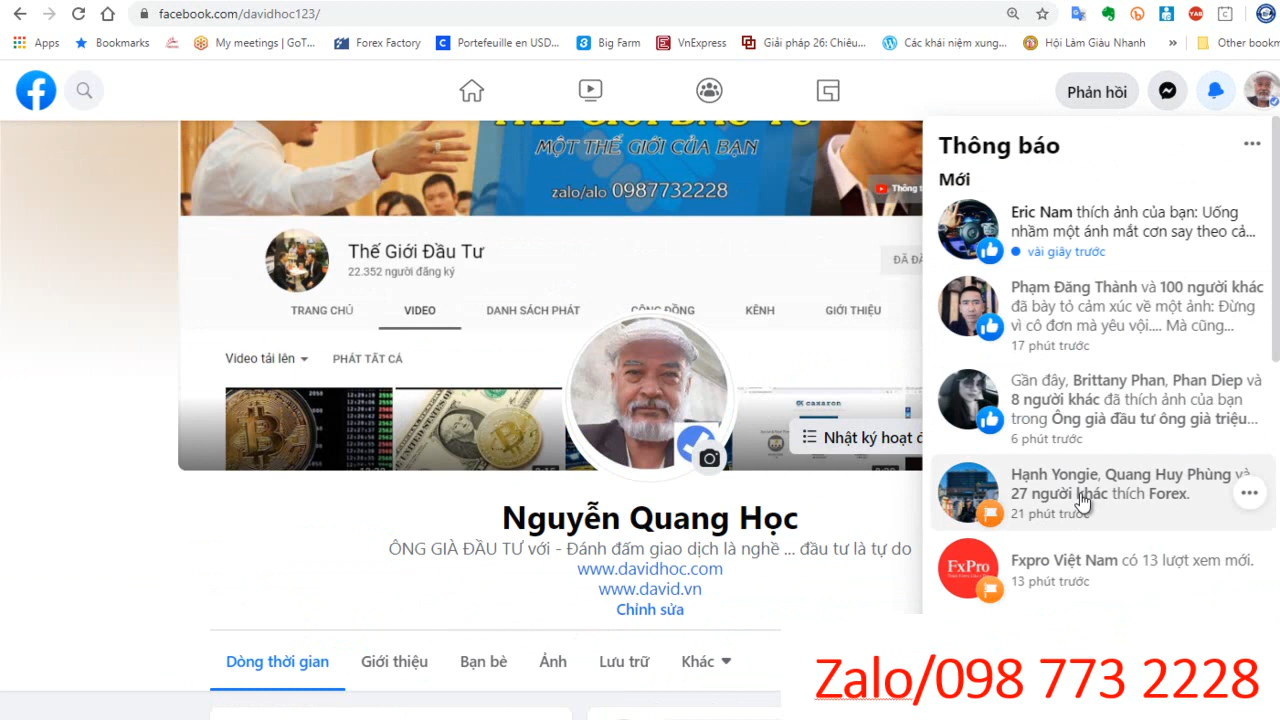 facebook.com/davidhoc123/
Apps
Bookmarks
My meetings | GoT...
Forex Factory
Portefeuille en USD...
Big Farm
VnExpress
Giải pháp 26: Chiêu...
Các khái niệm xung...
Hội Làm Giàu Nhanh
»
Other bookm
Phản hồi
THẾ GIỚI ĐẦU TƯ
MỘT THẾ GIỚI CỦA BẠN
zalo/alo 0987732228
Thông t
Thế Giới Đầu Tư
22.352 người đăng ký
ĐÃ ĐĂ
TRANG CHỦ
VIDEO
DANH SÁCH PHÁT
CỘNG ĐỒNG
KÊNH
GIỚI THIỆU
Video tải lên
PHÁT TẤT CẢ
caxaron
Nhật ký hoạt đ
Nguyễn Quang Học
ÔNG GIÀ ĐẦU TƯ với - Đánh đấm giao dịch là nghề ... đầu tư là tự do
www.davidhoc.com
www.david.vn
Chỉnh sửa
Dòng thời gian
Giới thiệu
Bạn bè
Ảnh
Lưu trữ
Khác
Thông báo
Mới
Eric Nam thích ảnh của bạn: Uống
nhầm một ánh mắt cơn say theo cả...
vài giây trước
Phạm Đăng Thành và 100 người khác
đã bày tỏ cảm xúc về một ảnh: Đừng
vì cô đơn mà yêu vội.... Mà cũng...
17 phút trước
Gần đây, Brittany Phan, Phan Diep và
8 người khác đã thích ảnh của bạn
trong Ông già đầu tư ông già triệu...
6 phút trước
Hạnh Yongie, Quang Huy Phùng và
27 người khác thích Forex.
21 phút trước
FxPro
Fxpro Việt Nam có 13 lượt xem mới.
13 phút trước
Zalo/098 773 2228